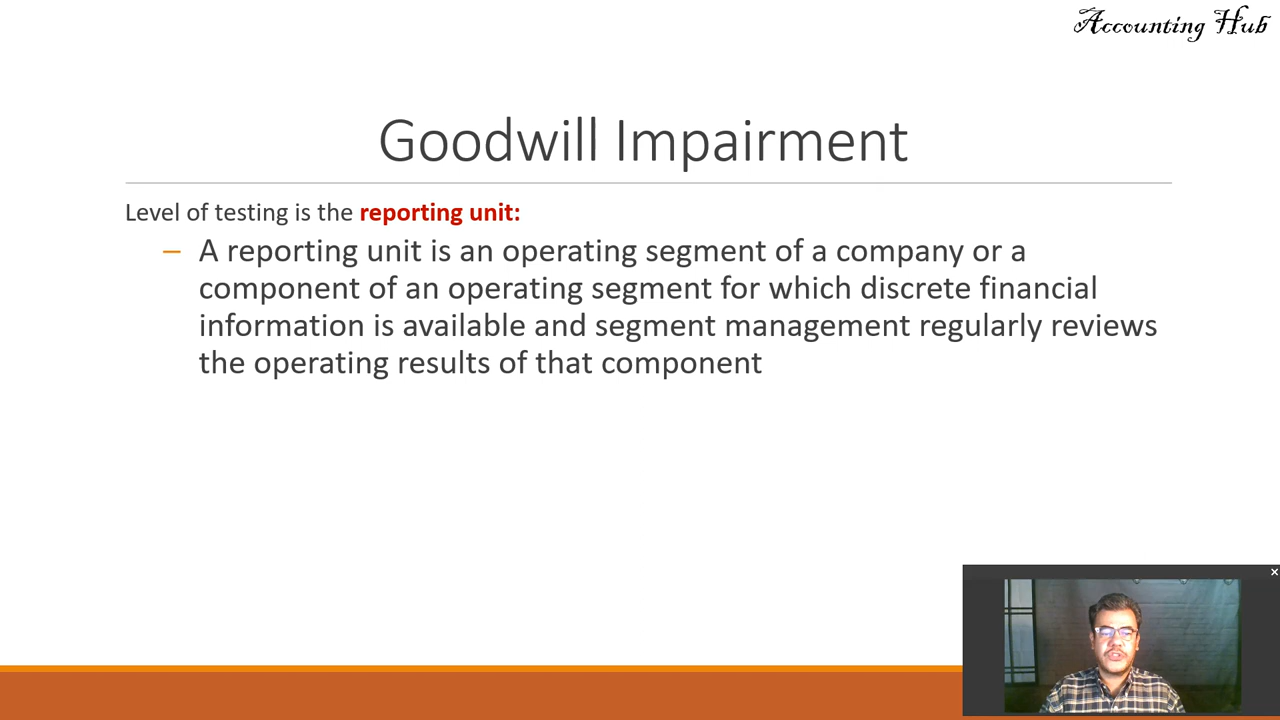 Accounting Hub
Goodwill Impairment
Level of testing is the reporting unit:
– A reporting unit is an operating segment of a company or a
component of an operating segment for which discrete financial
information is available and segment management regularly reviews
the operating results of that component